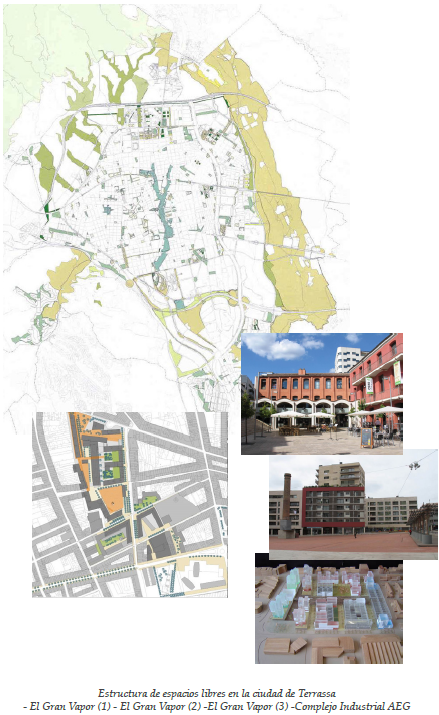 Estructura de espacios libres en la ciudad de Terrassa
- El Gran Vapor (1) - El Gran Vapor (2) -El Gran Vapor (3) -Complejo Industrial AEG